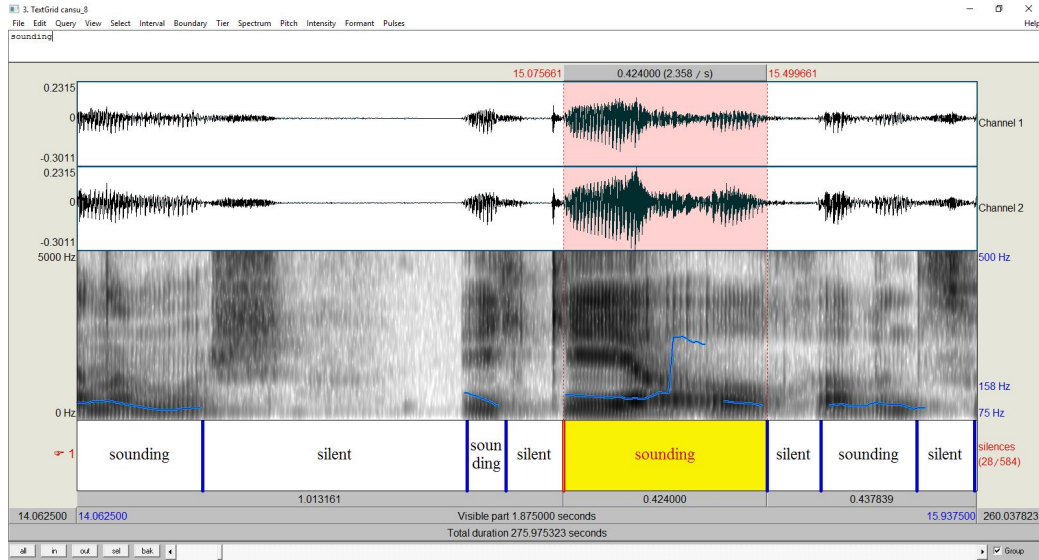 3. TextGrid cansu_8
File Edit Query View Select Interval Boundary Tier Spectrum Pitch Intensity Formant Pulses Help
sounding
15.075661 0.424000 (2.358 / s) 15.499661
0.2315
0
-0.3011
Channel 1
0.2315
0
-0.3011
Channel 2
5000 Hz 500 Hz
158 Hz
0 Hz 75 Hz
1 sounding silent soun silent sounding silent sounding silent silences
ding (28/584)
1.013161 0.424000 0.437839
14.062500 14.062500 Visible part 1.875000 seconds 15.937500 260.037823
Total duration 275.975323 seconds
all in out sel bak Group